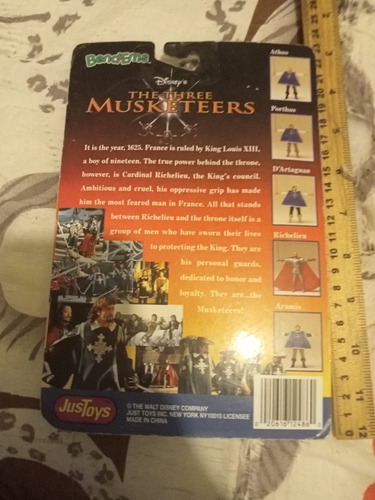 Bend-Ems
Disney's
THE THREE
MUSKETEERS
It is the year, 1625. France is ruled by King Louis XIII,
a boy of nineteen. The true power behind the throne,
however, is Cardinal Richelieu, the King's council.
Ambitious and cruel, his oppressive grip has made
him the most feared man in France. All that stands
between Richelieu and the throne itself is a
group of men who have sworn their lives
to protecting the King. They are
his personal guards,
dedicated to honor and
loyalty. They are...the
Musketeers!
Athos
Porthos
D'Artagnan
Richelieu
Aramis
JusToys
© THE WALT DISNEY COMPANY
JUST TOYS INC. NEW YORK NY10010 LICENSEE
MADE IN CHINA
0 20616 12486